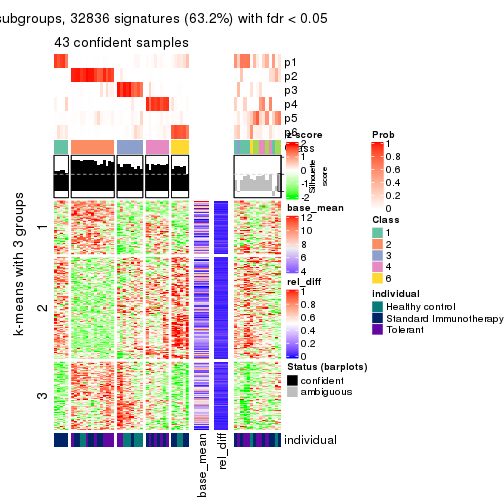 subgroups, 32836 signatures (63.2%) with fdr < 0.05
43 confident samples
p1
p2
p3
p4
p5
p6
Class
z-score
2
1
0
-1
-2
Silhouette
score
k-means with 3 groups
1
2
3
base_mean
12
10
8
6
4
rel_diff
1
0.8
0.6
0.4
0.2
0
Status (barplots)
confident
ambiguous
Prob
1
0.8
0.6
0.4
0.2
0
Class
1
2
3
4
6
individual
Healthy control
Standard Immunotherapy
Tolerant
individual
base_mean
rel_diff